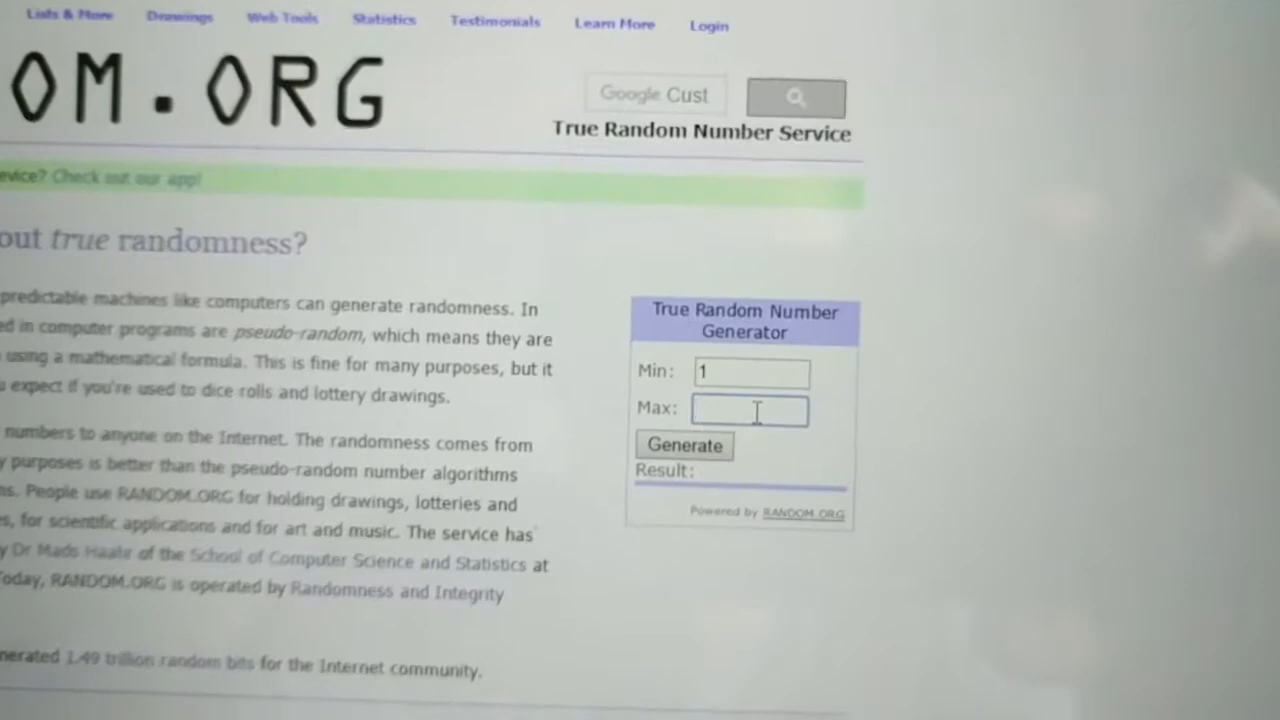 Lists & More Drawings Web Tools Statistics Testimonials Learn More Login
OM.ORG
Google Cust
True Random Number Service
evice? Check out our app!
out true randomness?
predictable machines like computers can generate randomness. In
ed in computer programs are pseudo-random, which means they are
using a mathematical formula. This is fine for many purposes, but it
u expect if you're used to dice rolls and lottery drawings.
numbers to anyone on the Internet. The randomness comes from
y purposes is better than the pseudo-random number algorithms
ms. People use RANDOM.ORG for holding drawings, lotteries and
es, for scientific applications and for art and music. The service has
y Dr Mads Haahr of the School of Computer Science and Statistics at
Today, RANDOM.ORG is operated by Randomness and Integrity
nerated 1.49 trillion random bits for the Internet community.
True Random Number
Generator
Min: 1
Max:
Generate
Result:
Powered by RANDOM.ORG